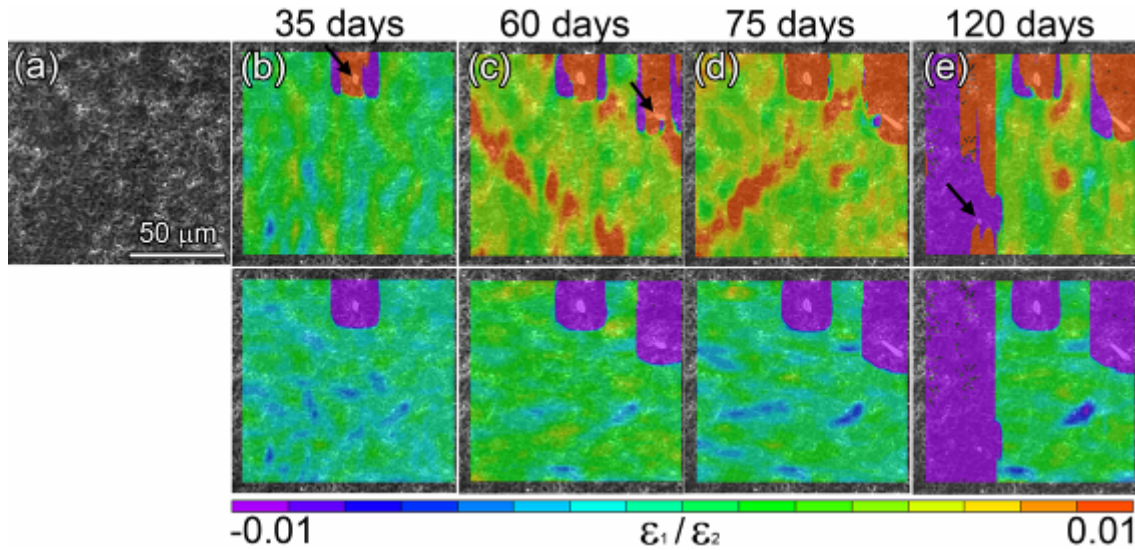 35 days 60 days 75 days 120 days
(a) (b) (c) (d) (e)
50 μm
-0.01 ε₁/ε₂ 0.01